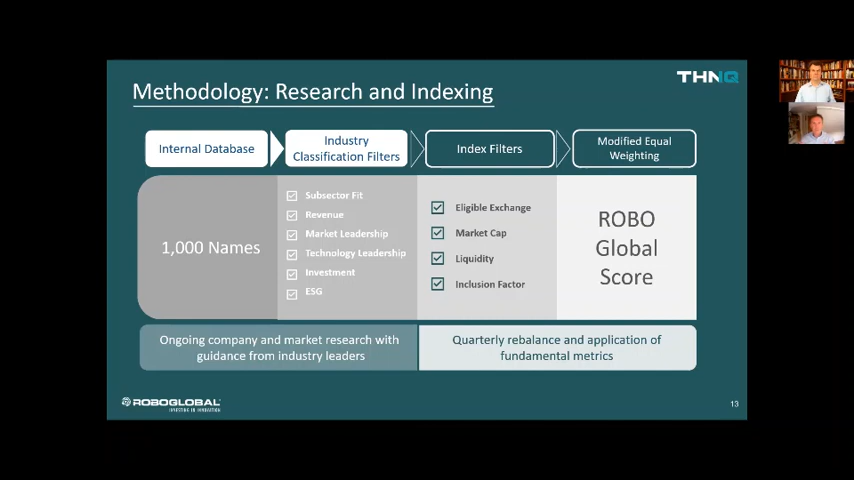 THNQ
Methodology: Research and Indexing
Internal Database
Industry
Classification Filters
Index Filters
Modified Equal
Weighting
1,000 Names
Subsector Fit
Revenue
Market Leadership
Technology Leadership
Investment
ESG
Eligible Exchange
Market Cap
Liquidity
Inclusion Factor
ROBO
Global
Score
Ongoing company and market research with
guidance from industry leaders
Quarterly rebalance and application of
fundamental metrics
ROBOGLOBAL
INVESTING IN INNOVATION
13